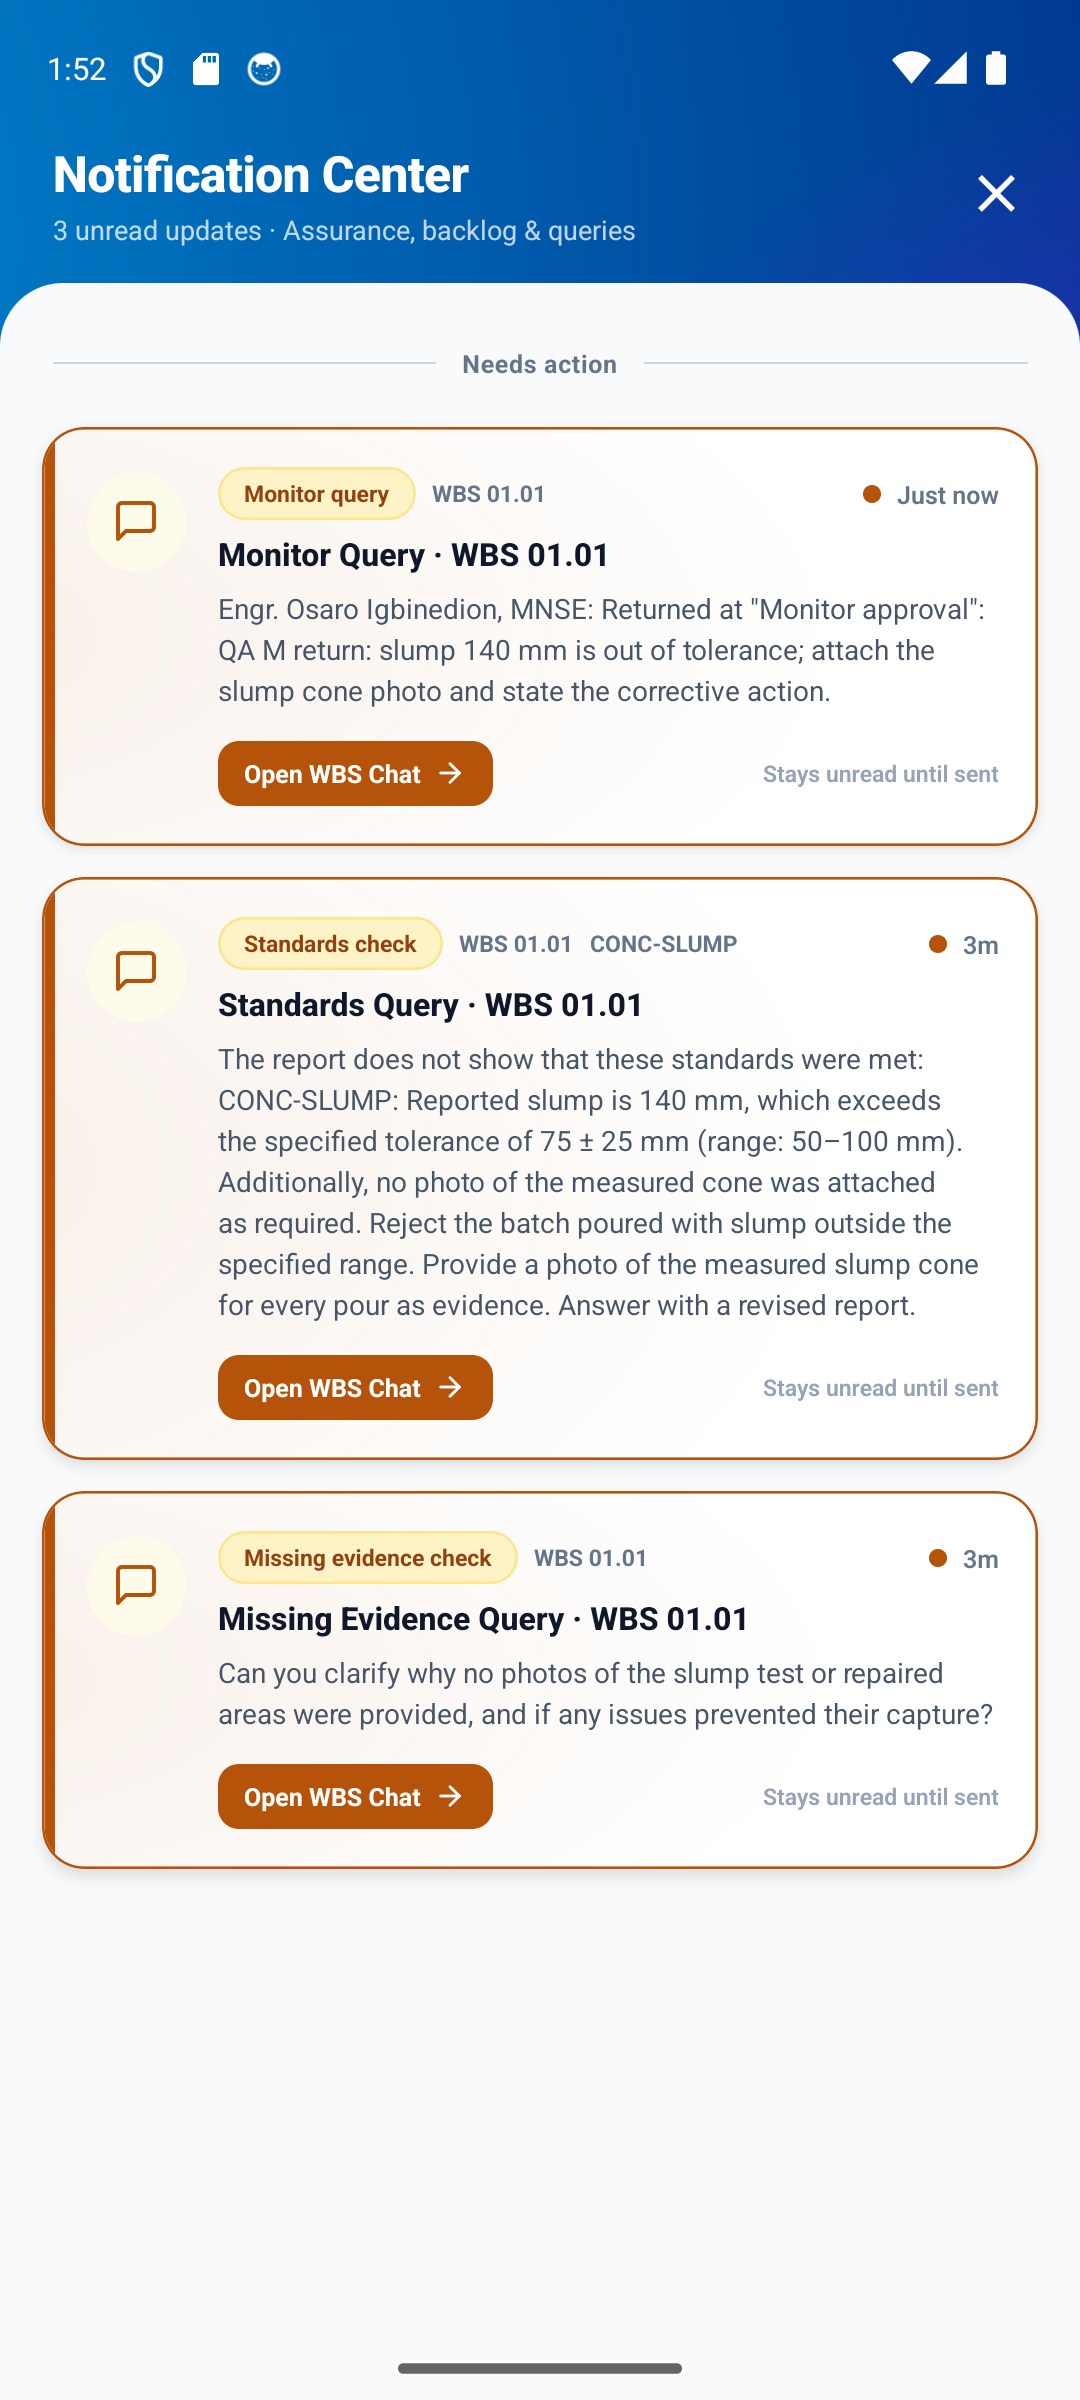 1:52
Notification Center
3 unread updates · Assurance, backlog & queries
Needs action
Monitor query WBS 01.01 Just now
Monitor Query · WBS 01.01
Engr. Osaro Igbinedion, MNSE: Returned at "Monitor approval":
QA M return: slump 140 mm is out of tolerance; attach the
slump cone photo and state the corrective action.
Open WBS Chat Stays unread until sent
Standards check WBS 01.01 CONC-SLUMP 3m
Standards Query · WBS 01.01
The report does not show that these standards were met:
CONC-SLUMP: Reported slump is 140 mm, which exceeds
the specified tolerance of 75 ± 25 mm (range: 50–100 mm).
Additionally, no photo of the measured cone was attached
as required. Reject the batch poured with slump outside the
specified range. Provide a photo of the measured slump cone
for every pour as evidence. Answer with a revised report.
Open WBS Chat Stays unread until sent
Missing evidence check WBS 01.01 3m
Missing Evidence Query · WBS 01.01
Can you clarify why no photos of the slump test or repaired
areas were provided, and if any issues prevented their capture?
Open WBS Chat Stays unread until sent